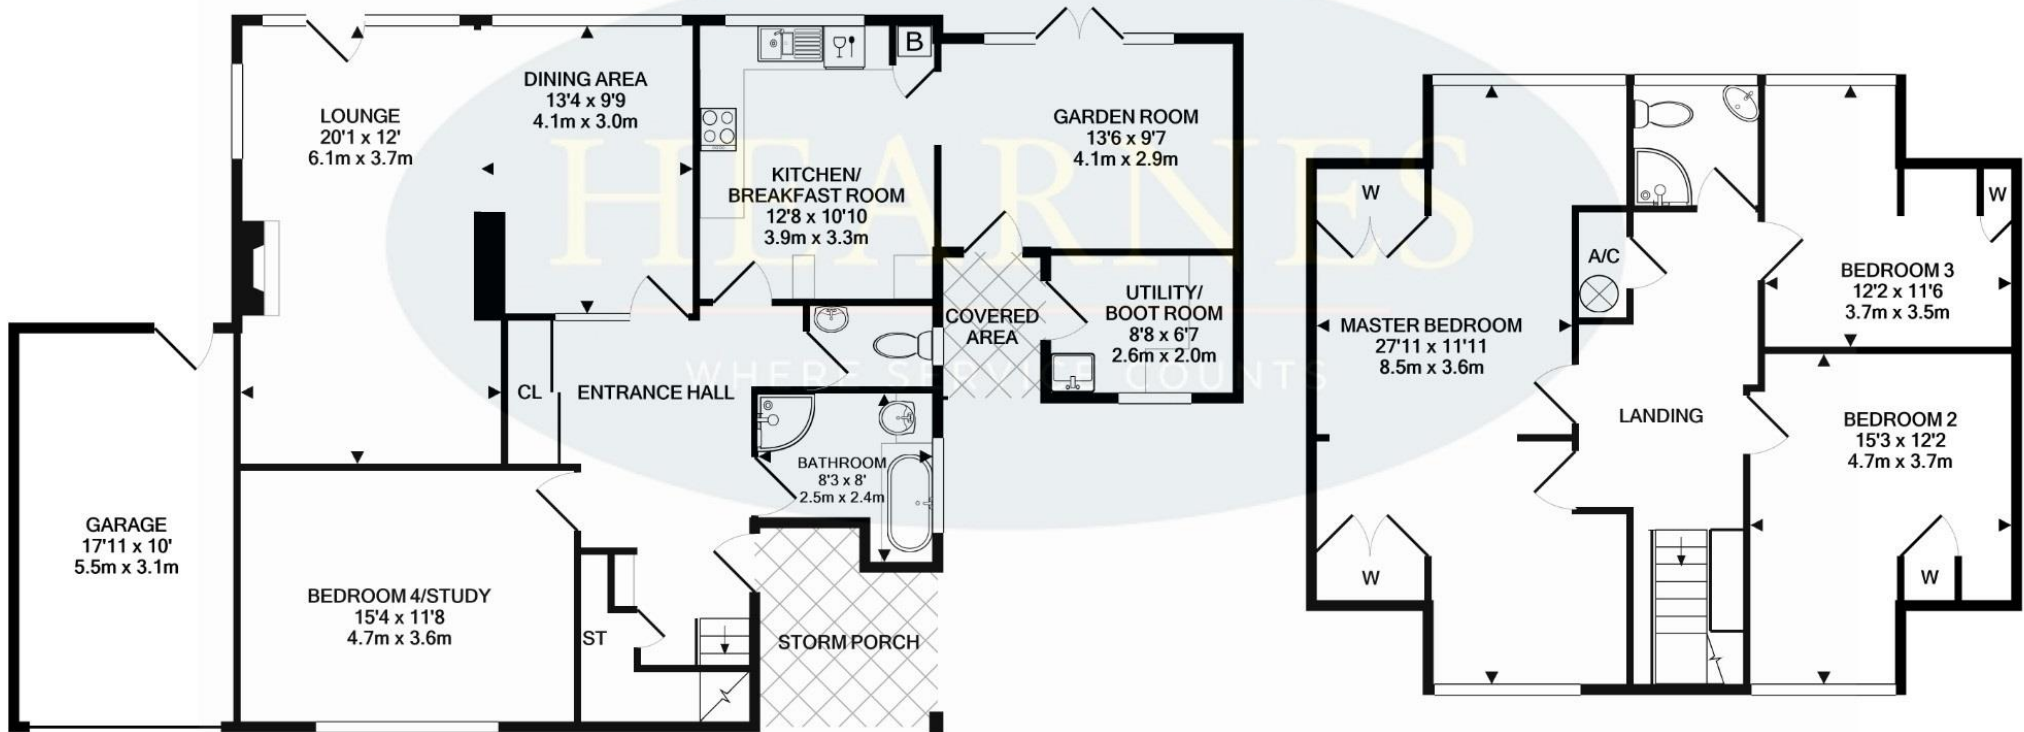 LOUNGE
20'1 x 12'
6.1m x 3.7m
DINING AREA
13'4 x 9'9
4.1m x 3.0m
KITCHEN/
BREAKFAST ROOM
12'8 x 10'10
3.9m x 3.3m
B
GARDEN ROOM
13'6 x 9'7
4.1m x 2.9m
COVERED
AREA
UTILITY/
BOOT ROOM
8'8 x 6'7
2.6m x 2.0m
CL
ENTRANCE HALL
BATHROOM
8'3 x 8'
2.5m x 2.4m
GARAGE
17'11 x 10'
5.5m x 3.1m
BEDROOM 4/STUDY
15'4 x 11'8
4.7m x 3.6m
ST
STORM PORCH
W
MASTER BEDROOM
27'11 x 11'11
8.5m x 3.6m
W
A/C
LANDING
W
BEDROOM 3
12'2 x 11'6
3.7m x 3.5m
BEDROOM 2
15'3 x 12'2
4.7m x 3.7m
W
HEARNES
WHERE SERVICE COUNTS